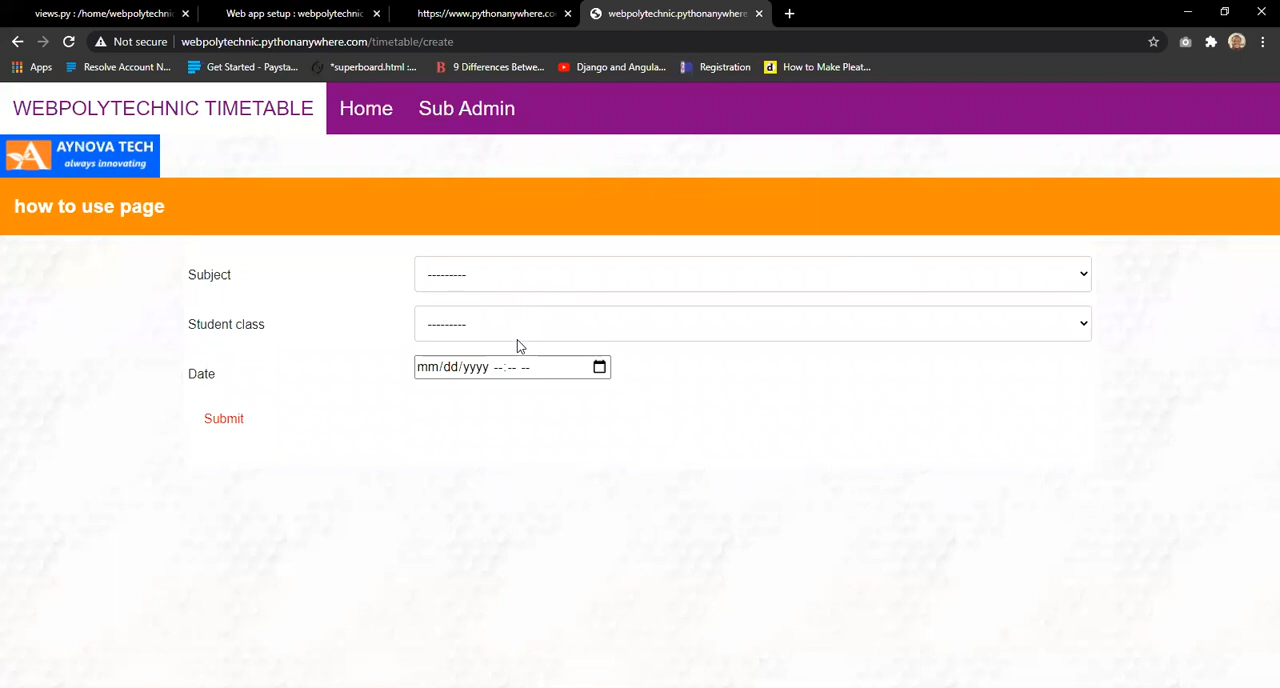 views.py : /home/webpolytechnic
Web app setup : webpolytechnic
https://www.pythonanywhere.co
webpolytechnic.pythonanywhere
Not secure
webpolytechnic.pythonanywhere.com/timetable/create
Apps
Resolve Account N...
Get Started - Paysta...
*superboard.html :...
9 Differences Betwe...
Django and Angula...
Registration
How to Make Pleat...
WEBPOLYTECHNIC TIMETABLE
Home
Sub Admin
AYNOVA TECH
always innovating
how to use page
Subject
---------
Student class
---------
Date
mm/dd/yyyy --:-- --
Submit